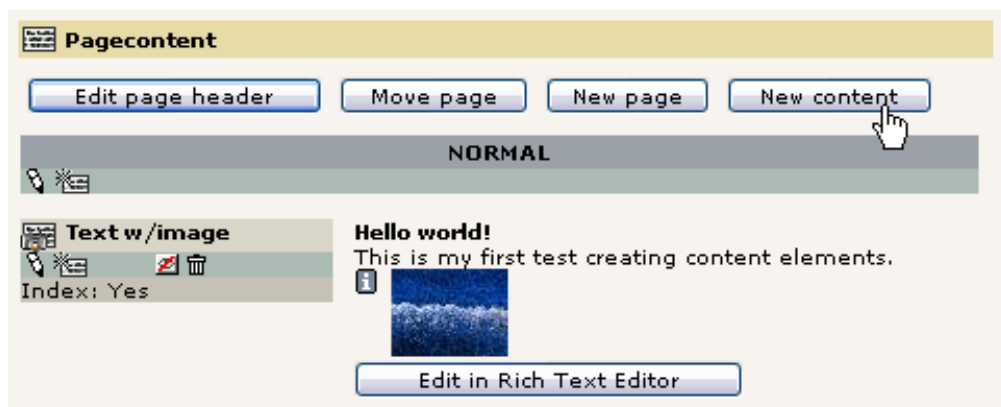 Pagecontent
Edit page header Move page New page New content
NORMAL
Text w/image
Index: Yes
Hello world!
This is my first test creating content elements.
Edit in Rich Text Editor